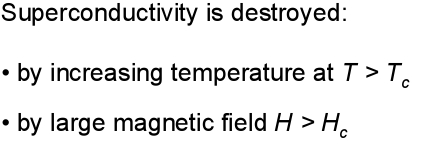 Superconductivity is destroyed:
• by increasing temperature at T > Tc
• by large magnetic field H > Hc